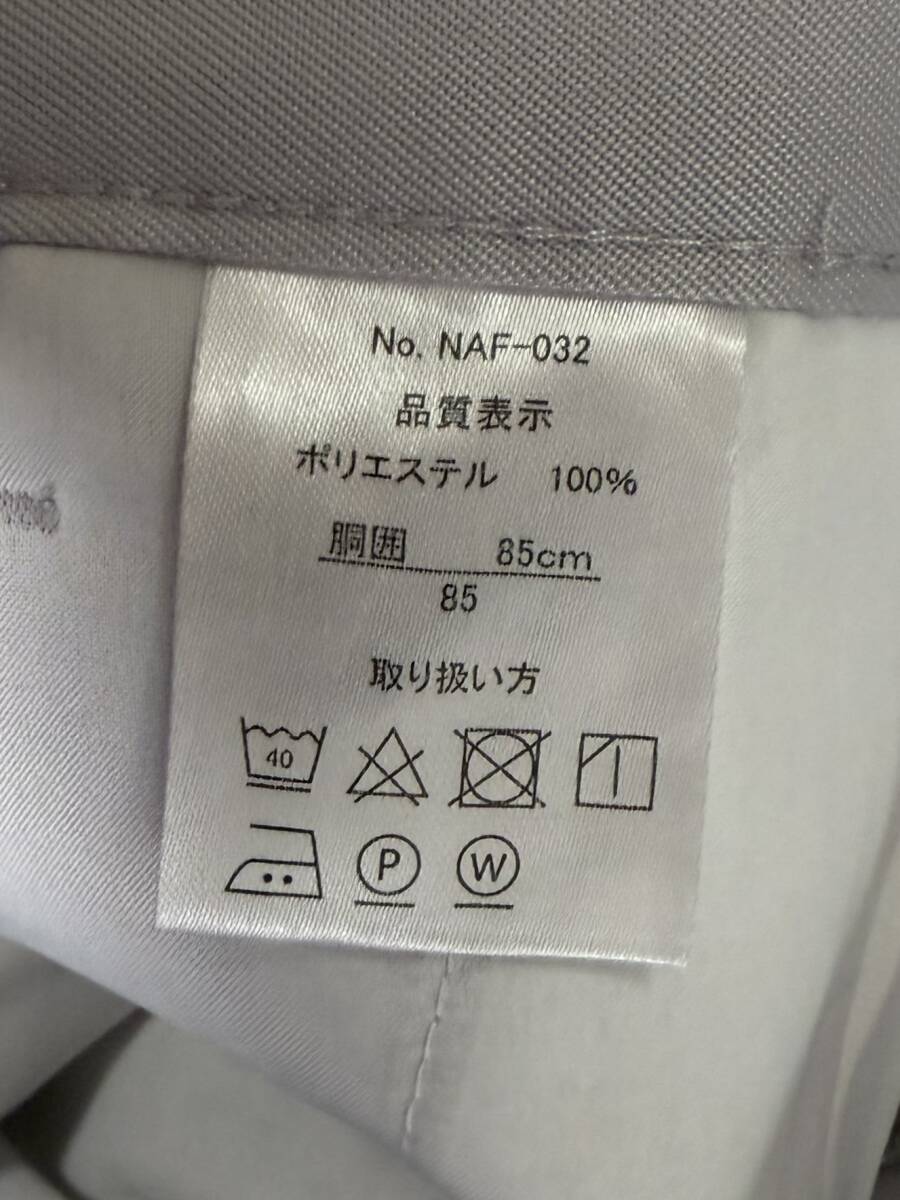 No. NAF-032
品質表示
ポリエステル 100%
胴囲 85cm
85
取り扱い方
40
P W